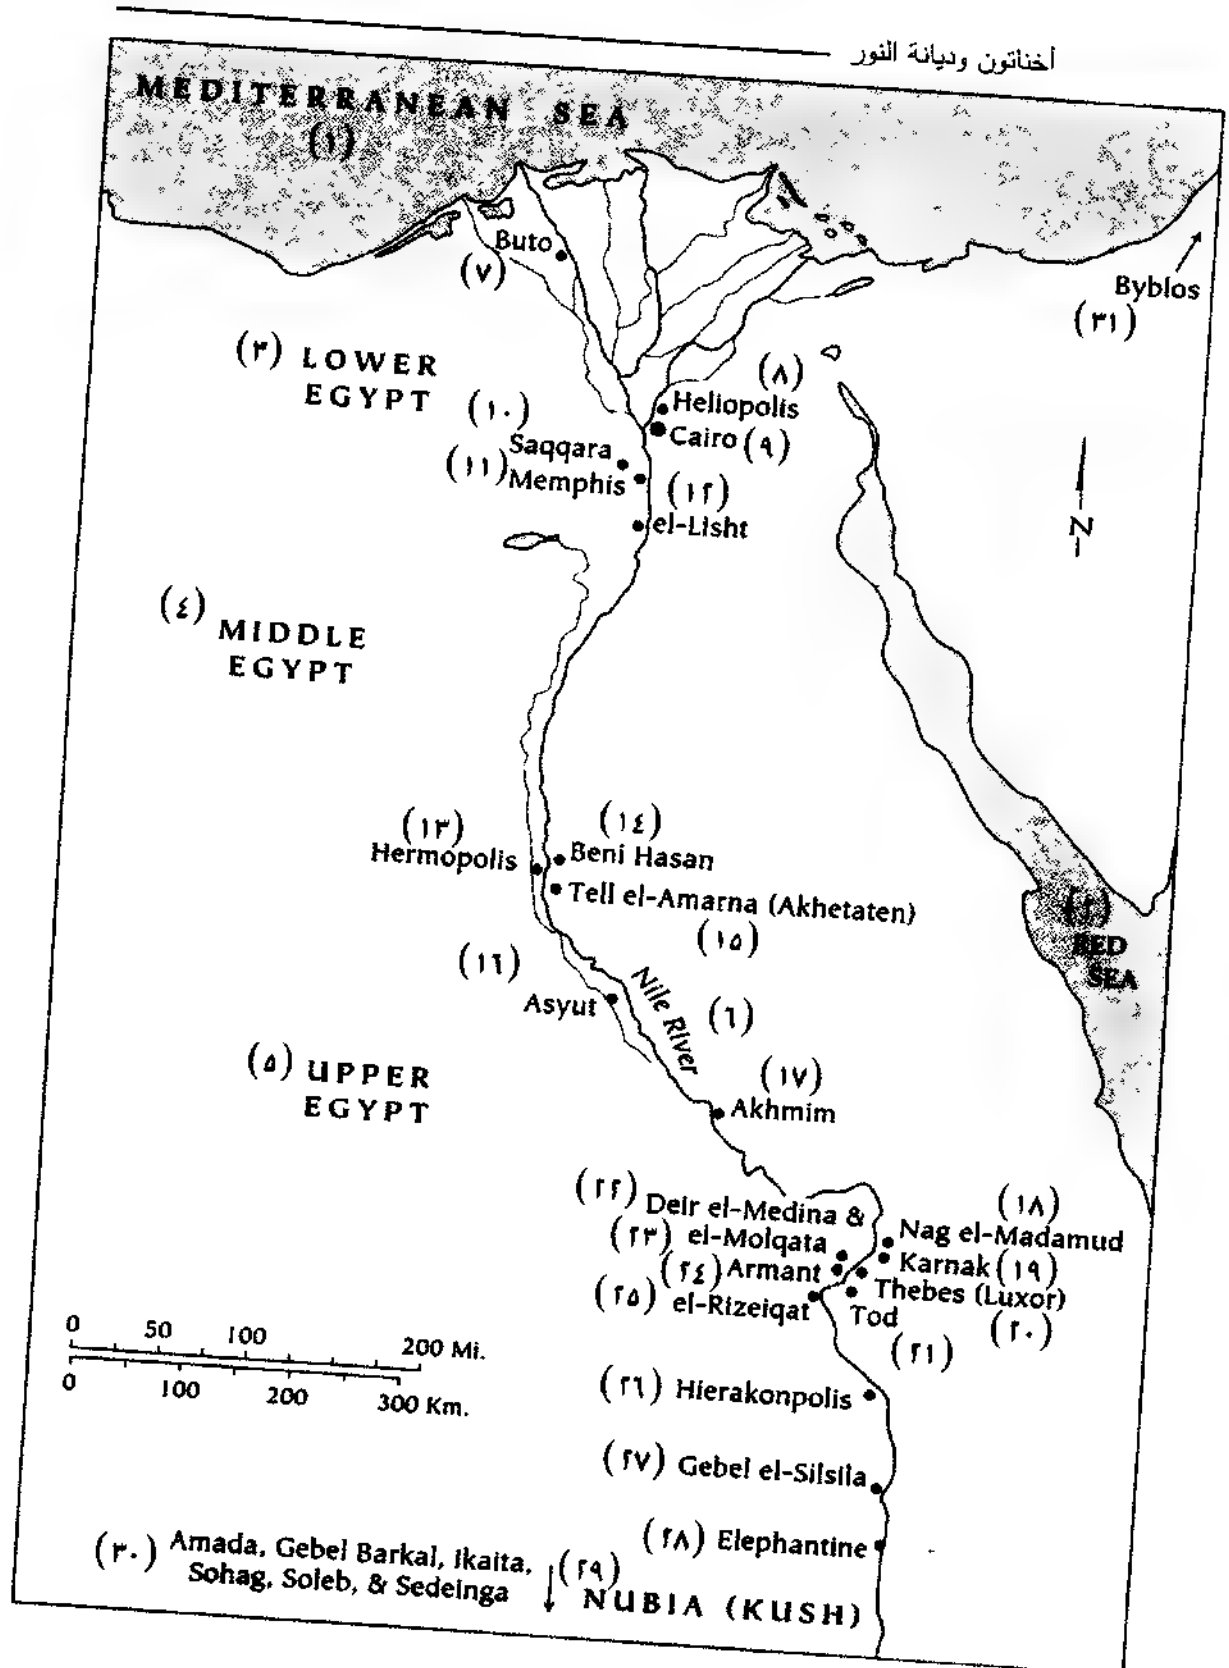 أخناتون وديانة النور
MEDITERRANEAN SEA
(١)
Buto
(٧)
Byblos
(٣١)
(٣) LOWER
EGYPT
(٨)
Heliopolis
Cairo (٩)
(١٠)
Saqqara
(١١) Memphis
(١٢)
el-Lisht
N
(٤)
MIDDLE
EGYPT
(١٣)
Hermopolis
(١٤)
Beni Hasan
Tell el-Amarna (Akhetaten)
(١٥)
(٢)
RED
SEA
(١٦)
Asyut
Nile River
(٦)
(٥) UPPER
EGYPT
(١٧)
Akhmim
(٢٢) Deir el-Medina &
(٢٣) el-Molqata
(٢٤) Armant
(٢٥) el-Rizeiqat
(١٨)
Nag el-Madamud
Karnak (١٩)
Thebes (Luxor)
(٢٠)
Tod
(٢١)
0 50 100 200 Mi.
0 100 200 300 Km.
(٢٦) Hierakonpolis
(٢٧) Gebel el-Silsila
(٢٨) Elephantine
(٣٠) Amada, Gebel Barkal, Ikaita,
Sohag, Soleb, & Sedeinga
(٢٩)
NUBIA (KUSH)